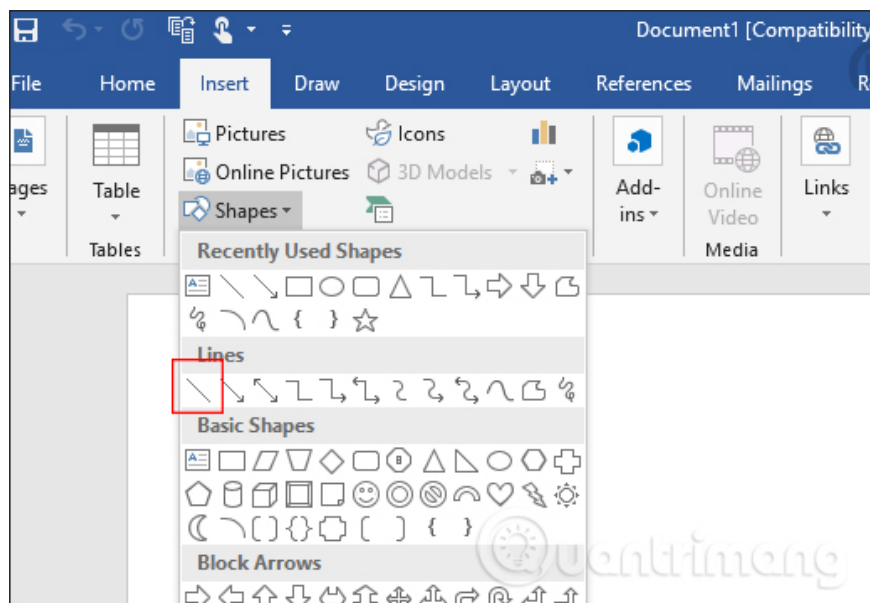 Document1 [Compatibility
File Home Insert Draw Design Layout References Mailings R
Pictures Icons
Online Pictures 3D Models
Shapes
ages
Table
Add-
ins
Online
Video
Links
Tables
Media
Recently Used Shapes
Lines
Basic Shapes
Block Arrows
uantrimang